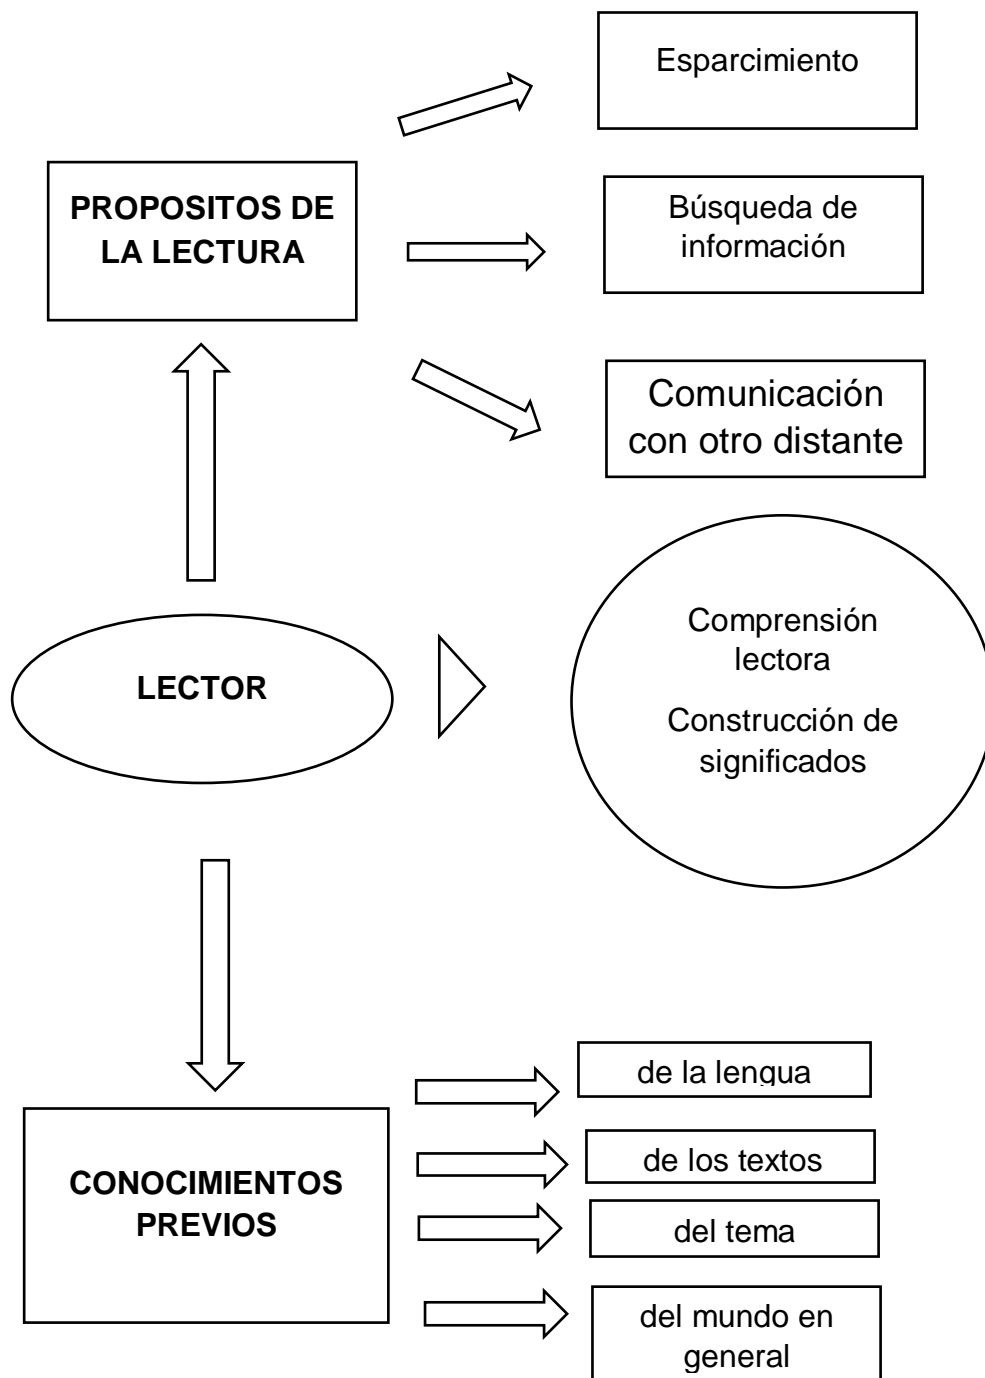 Esparcimiento
PROPOSITOS DE
LA LECTURA
Búsqueda de
información
Comunicación
con otro distante
LECTOR
Comprensión
lectora
Construcción de
significados
CONOCIMIENTOS
PREVIOS
de la lengua
de los textos
del tema
del mundo en
general